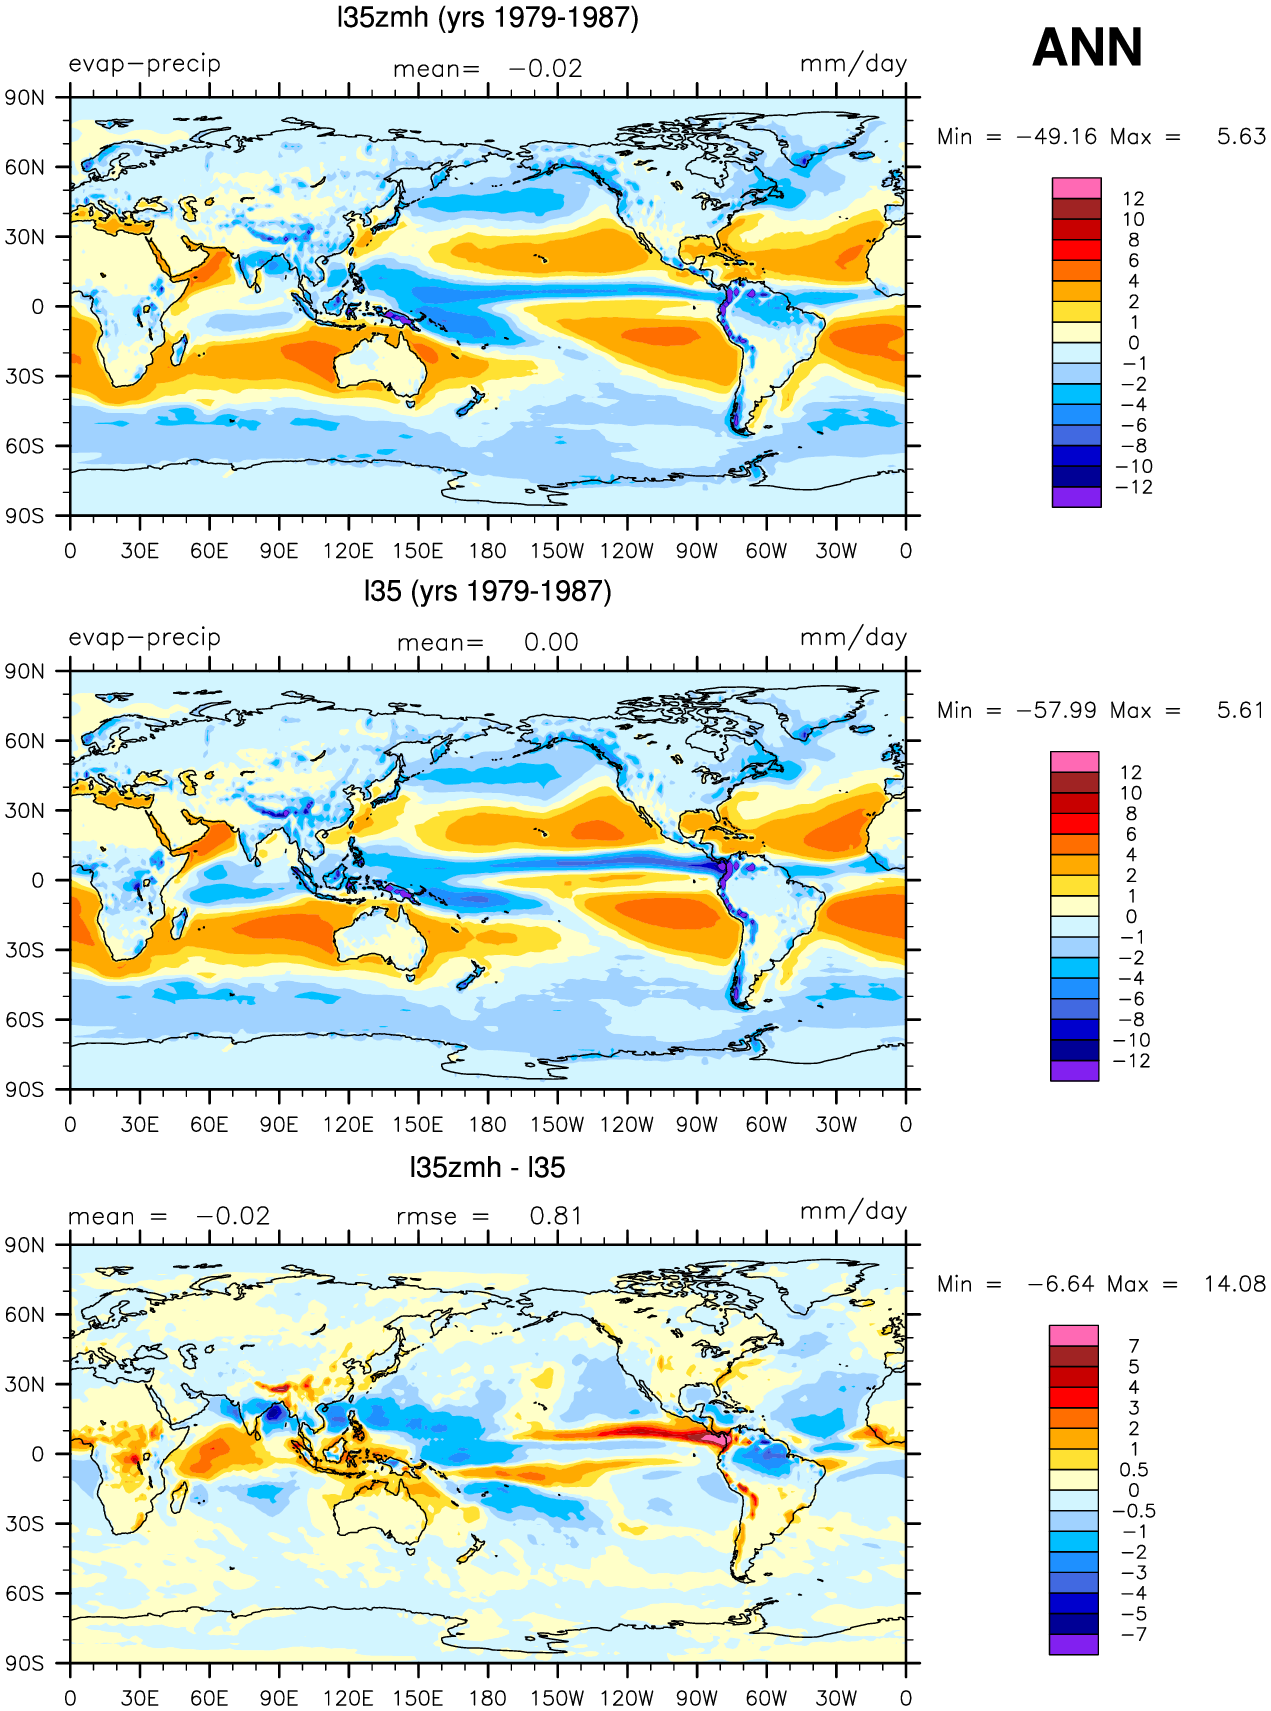 l35zmh (yrs 1979-1987)
ANN
evap-precip mean= -0.02 mm/day
Min = -49.16 Max = 5.63
90N
60N
30N
0
30S
60S
90S
0 30E 60E 90E 120E 150E 180 150W 120W 90W 60W 30W 0
12
10
8
6
4
2
1
0
-1
-2
-4
-6
-8
-10
-12
l35 (yrs 1979-1987)
evap-precip mean= 0.00 mm/day
Min = -57.99 Max = 5.61
90N
60N
30N
0
30S
60S
90S
0 30E 60E 90E 120E 150E 180 150W 120W 90W 60W 30W 0
12
10
8
6
4
2
1
0
-1
-2
-4
-6
-8
-10
-12
l35zmh - l35
mean = -0.02 rmse = 0.81 mm/day
Min = -6.64 Max = 14.08
90N
60N
30N
0
30S
60S
90S
0 30E 60E 90E 120E 150E 180 150W 120W 90W 60W 30W 0
7
5
4
3
2
1
0.5
0
-0.5
-1
-2
-3
-4
-5
-7